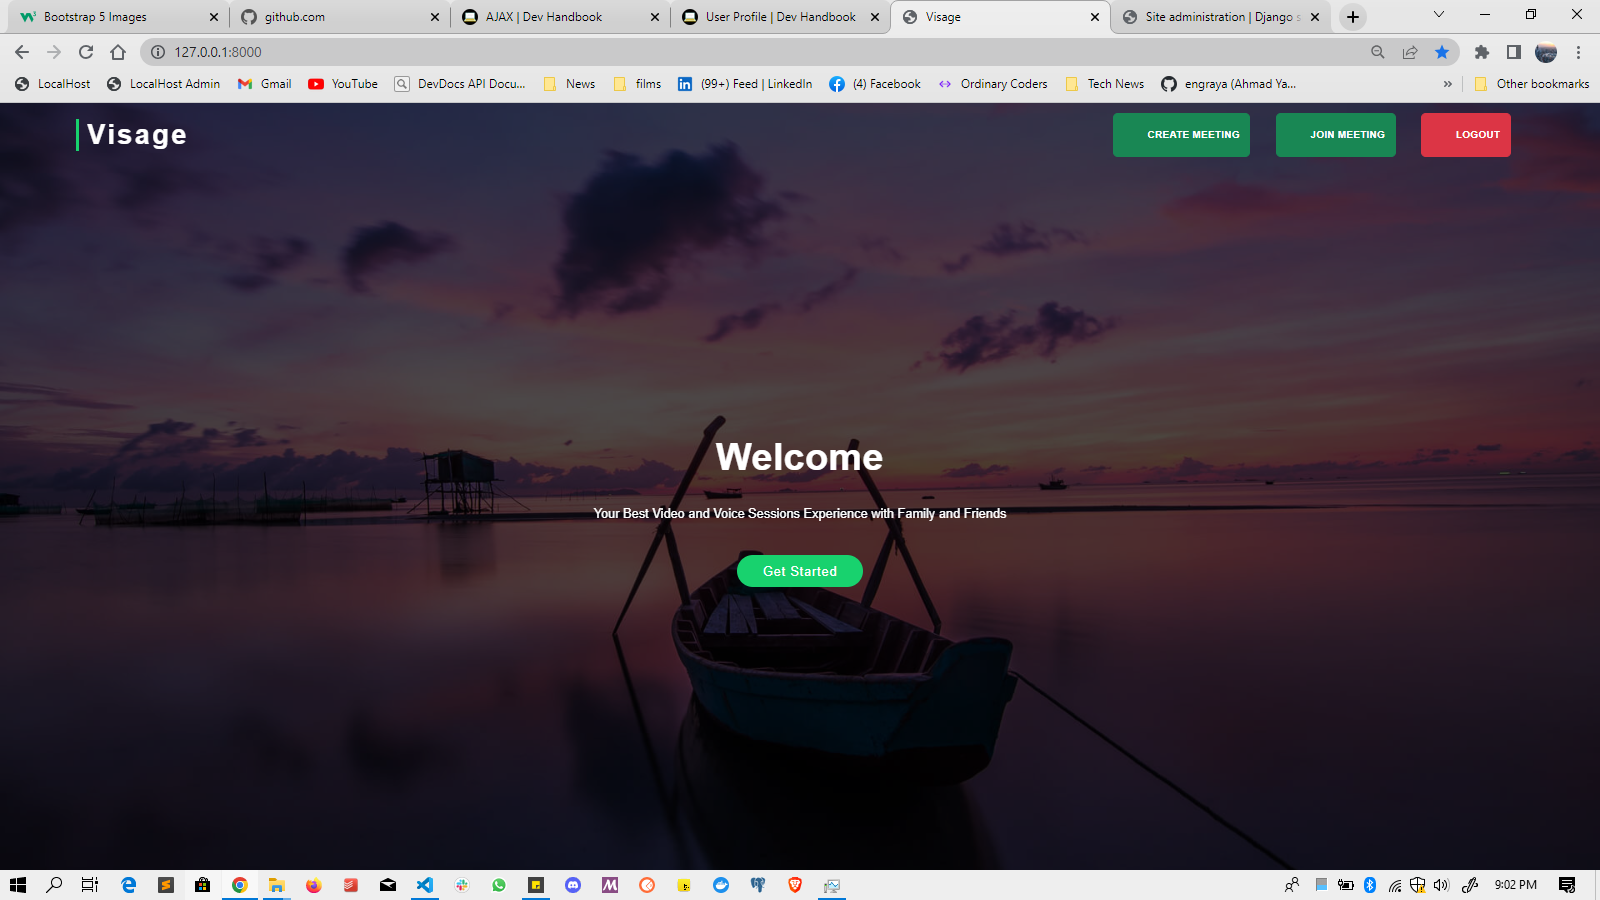 Bootstrap 5 Images
github.com
AJAX | Dev Handbook
User Profile | Dev Handbook
Visage
Site administration | Django s
127.0.0.1:8000
LocalHost
LocalHost Admin
Gmail
YouTube
DevDocs API Docu...
News
films
(99+) Feed | LinkedIn
(4) Facebook
Ordinary Coders
Tech News
engraya (Ahmad Ya...
»
Other bookmarks
Visage
CREATE MEETING
JOIN MEETING
LOGOUT
Welcome
Your Best Video and Voice Sessions Experience with Family and Friends
Get Started
9:02 PM